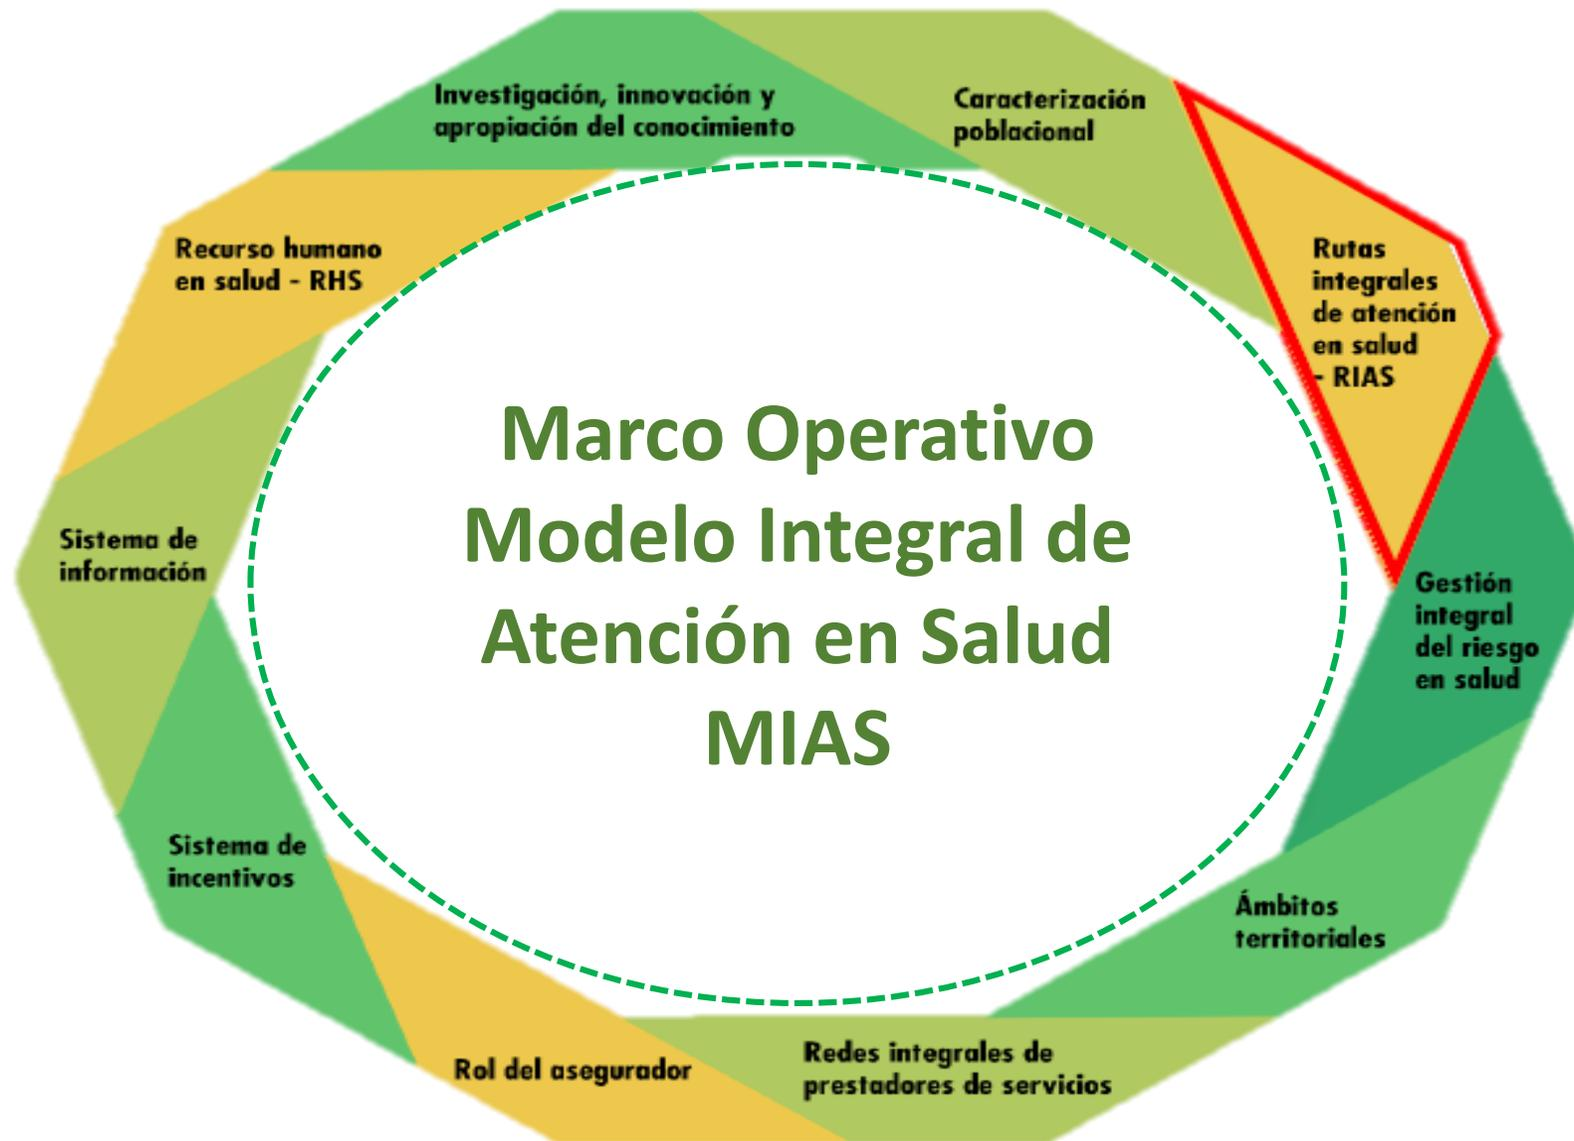 Investigación, innovación y
apropiación del conocimiento
Caracterización
poblacional
Rutas
integrales
de atención
en salud
- RIAS
Gestión
integral
del riesgo
en salud
Ámbitos
territoriales
Redes integrales de
prestadores de servicios
Rol del asegurador
Sistema de
incentivos
Sistema de
información
Recurso humano
en salud - RHS
Marco Operativo
Modelo Integral de
Atención en Salud
MIAS